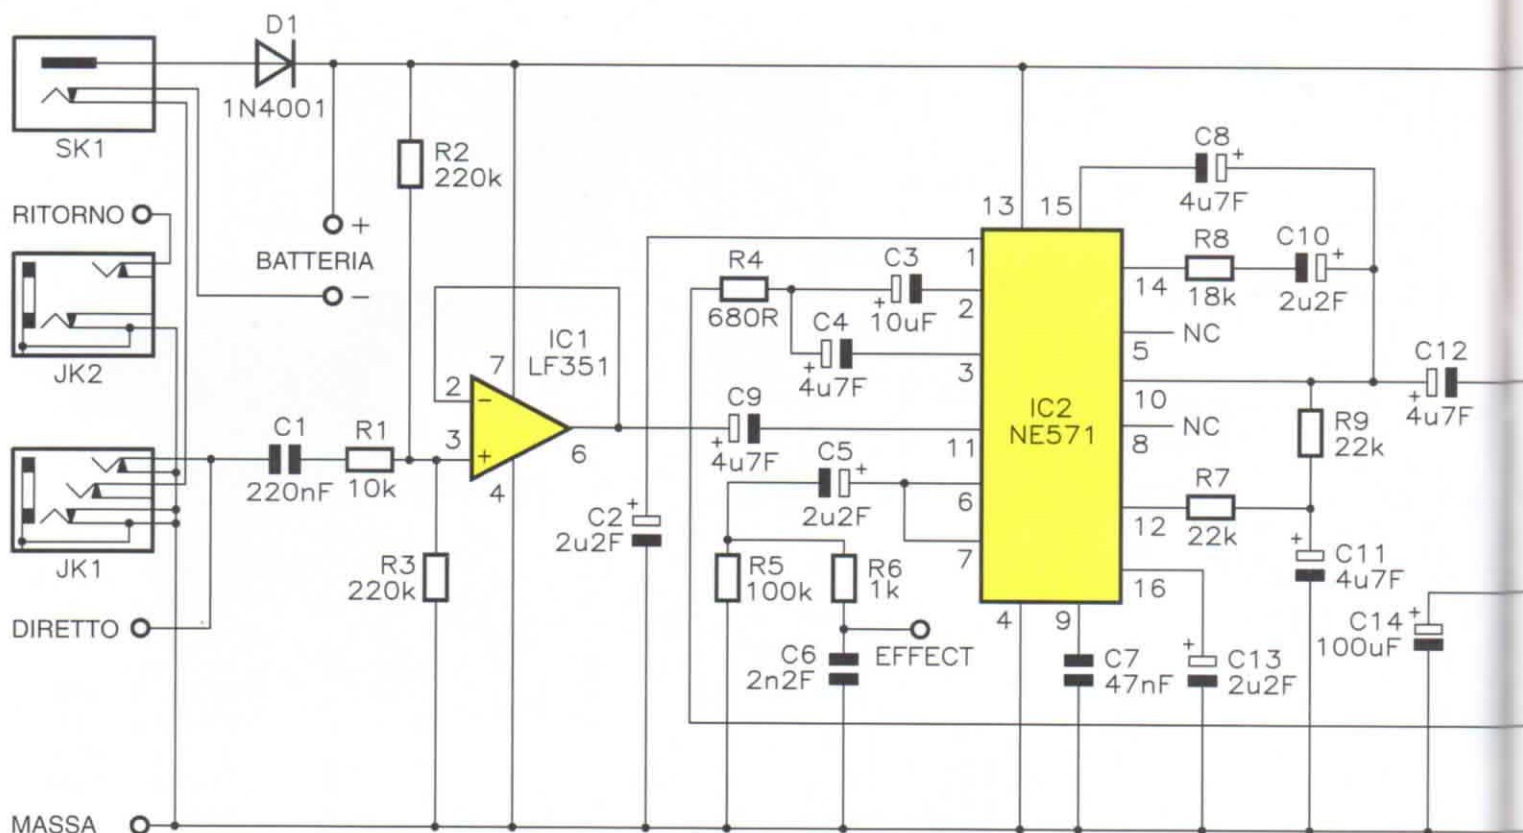 D1
1N4001
SK1
R2
220k
RITORNO
BATTERIA
+
−
JK2
JK1
C1
220nF
R1
10k
DIRETTO
MASSA
R3
220k
IC1
LF351
2
7
3
4
6
−
+
C2
2u2F
+
R4
680R
C3
10uF
+
C4
4u7F
+
C9
4u7F
+
C5
2u2F
+
R5
100k
R6
1k
C6
2n2F
EFFECT
13
15
1
2
3
11
6
7
4
9
14
5
10
8
12
16
IC2
NE571
C8
4u7F
+
R8
18k
C10
2u2F
+
NC
NC
C12
4u7F
+
R9
22k
R7
22k
C11
4u7F
+
C7
47nF
C13
2u2F
+
C14
100uF
+